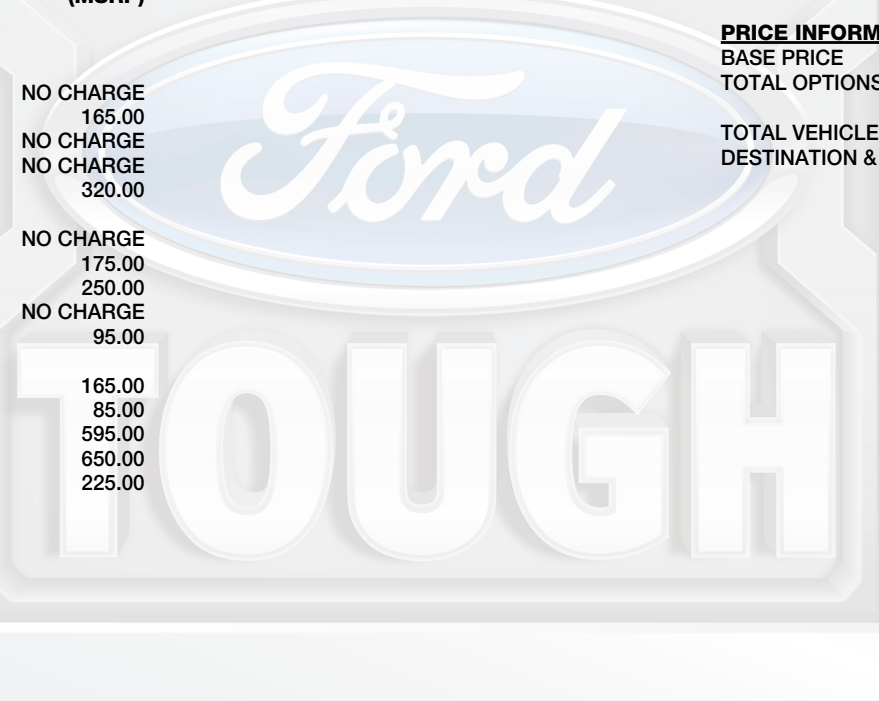 (MSRP)
NO CHARGE
165.00
NO CHARGE
NO CHARGE
320.00
NO CHARGE
175.00
250.00
NO CHARGE
95.00
165.00
85.00
595.00
650.00
225.00
PRICE INFORM
BASE PRICE
TOTAL OPTIONS
TOTAL VEHICLE
DESTINATION &
Ford
TOUGH